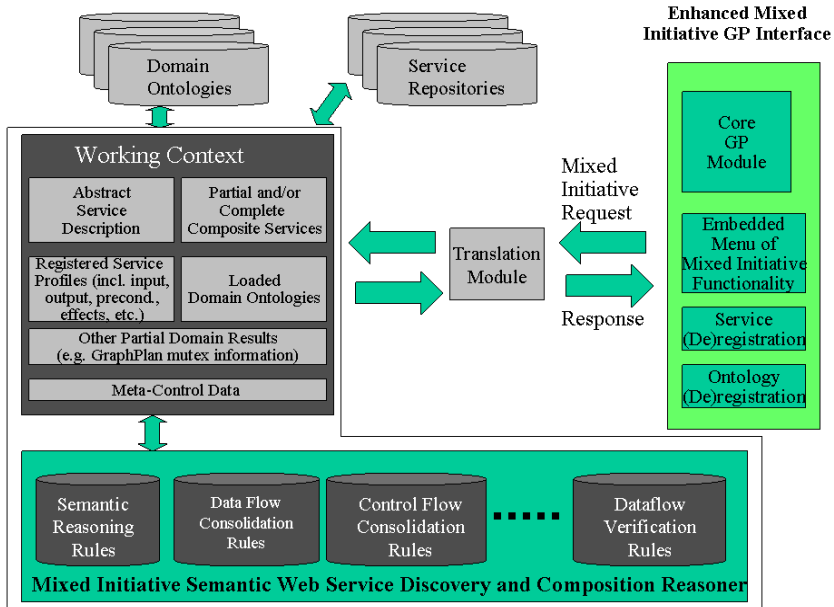 Enhanced Mixed
Initiative GP Interface
Domain
Ontologies
Service
Repositories
Working Context
Abstract
Service
Description
Partial and/or
Complete
Composite Services
Registered Service
Profiles (incl. input,
output, precond.,
effects, etc.)
Loaded
Domain Ontologies
Other Partial Domain Results
(e.g. GraphPlan mutex information)
Meta-Control Data
Translation
Module
Mixed
Initiative
Request
Response
Core
GP
Module
Embedded
Menu of
Mixed Initiative
Functionality
Service
(De)registration
Ontology
(De)registration
Semantic
Reasoning
Rules
Data Flow
Consolidation
Rules
Control Flow
Consolidation
Rules
Dataflow
Verification
Rules
Mixed Initiative Semantic Web Service Discovery and Composition Reasoner